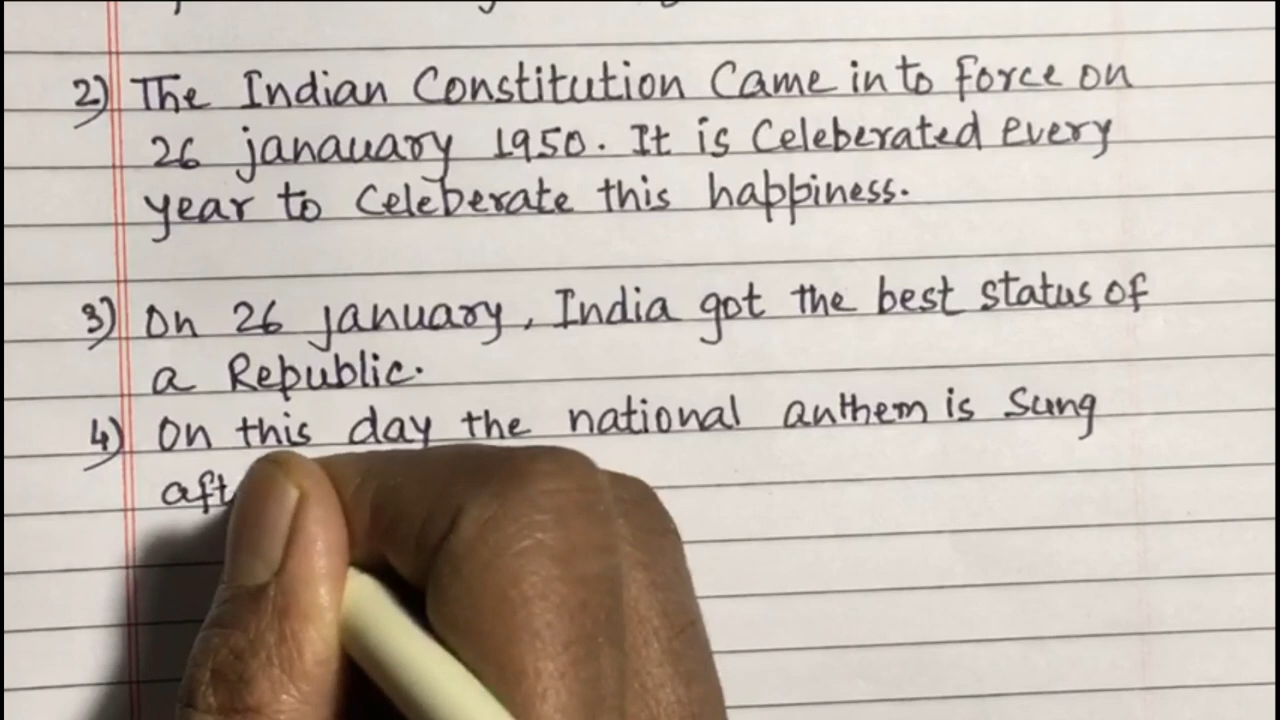 2) The Indian Constitution Came in to Force on
26 janauary 1950. It is Celeberated Every
year to Celeberate this happiness.
3) On 26 january, India got the best status of
a Republic.
4) On this day the national anthem is Sung
aft